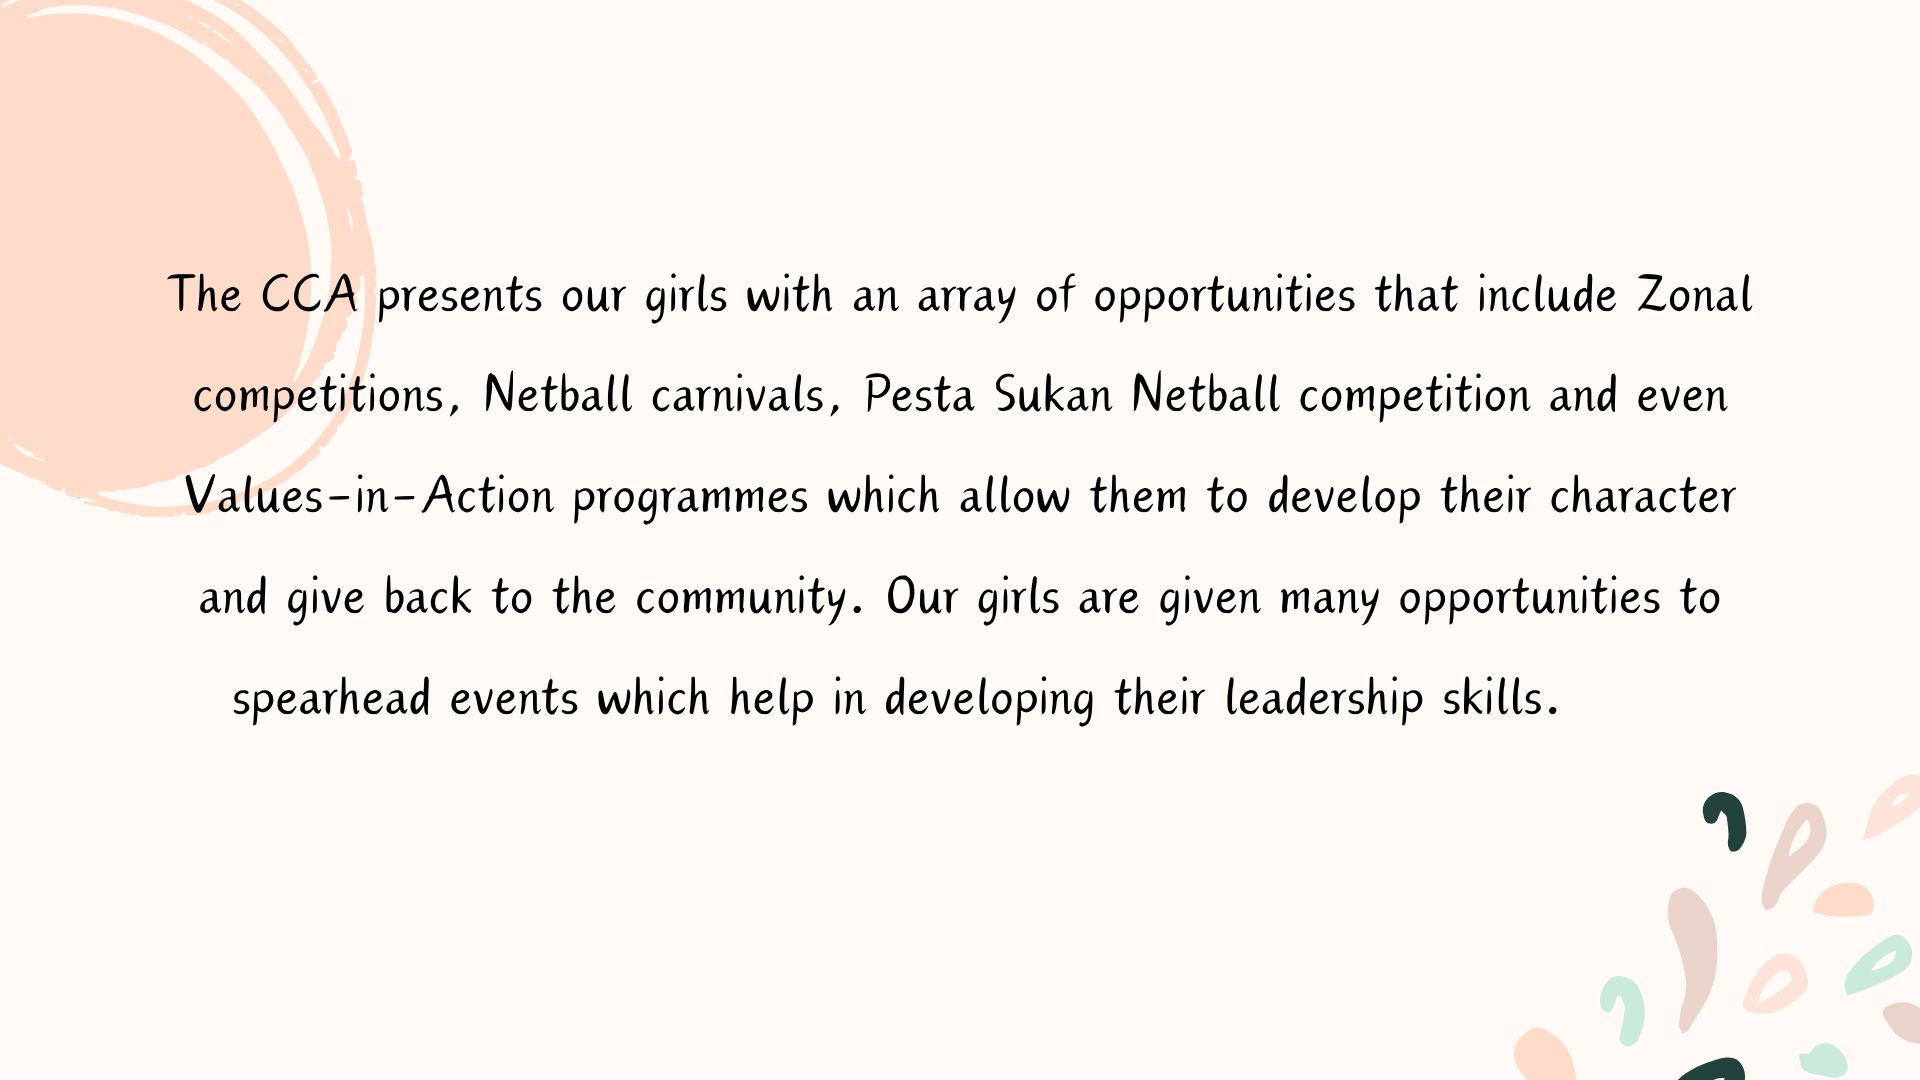 The CCA presents our girls with an array of opportunities that include Zonal
competitions, Netball carnivals, Pesta Sukan Netball competition and even
Values-in-Action programmes which allow them to develop their character
and give back to the community. Our girls are given many opportunities to
spearhead events which help in developing their leadership skills.